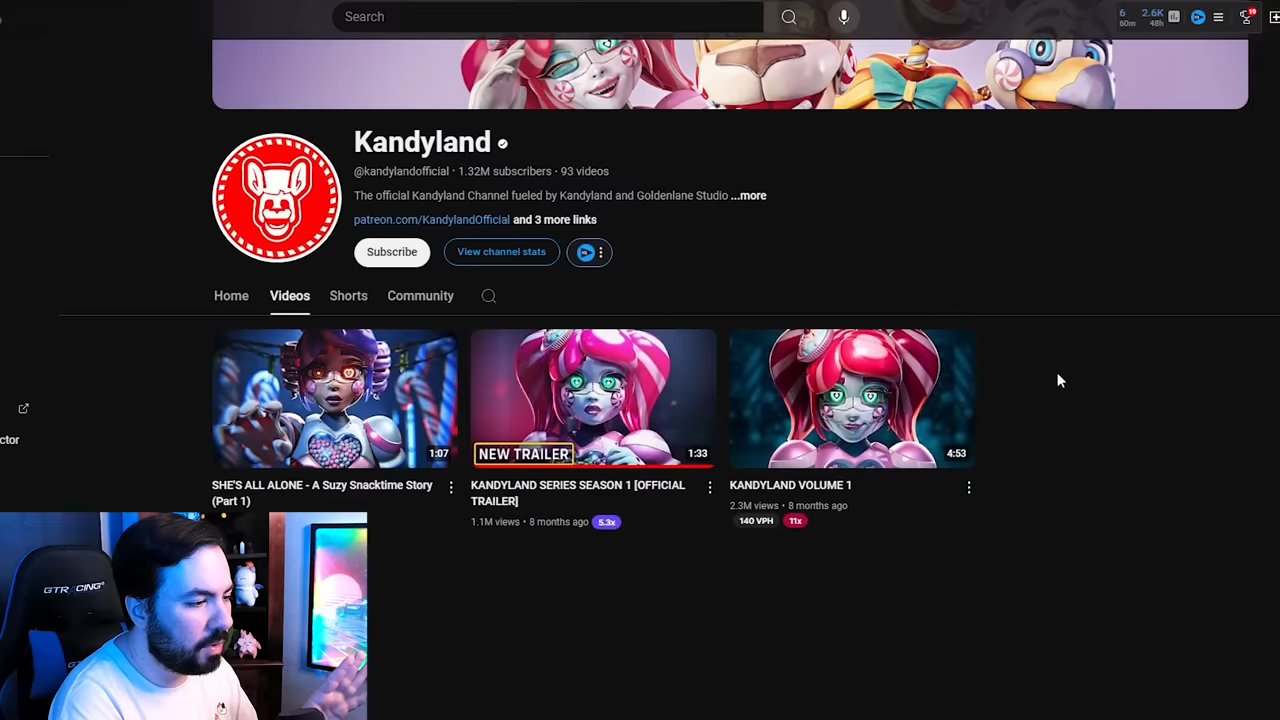 Search
6
60m
2.6K
48h
19
Kandyland
@kandylandofficial · 1.32M subscribers · 93 videos
The official Kandyland Channel fueled by Kandyland and Goldenlane Studio ...more
patreon.com/KandylandOfficial and 3 more links
Subscribe
View channel stats
Home
Videos
Shorts
Community
ctor
1:07
NEW TRAILER
1:33
4:53
SHE'S ALL ALONE - A Suzy Snacktime Story
(Part 1)
KANDYLAND SERIES SEASON 1 [OFFICIAL
TRAILER]
1.1M views · 8 months ago 5.3x
KANDYLAND VOLUME 1
2.3M views · 8 months ago
140 VPH 11x
GTRACING